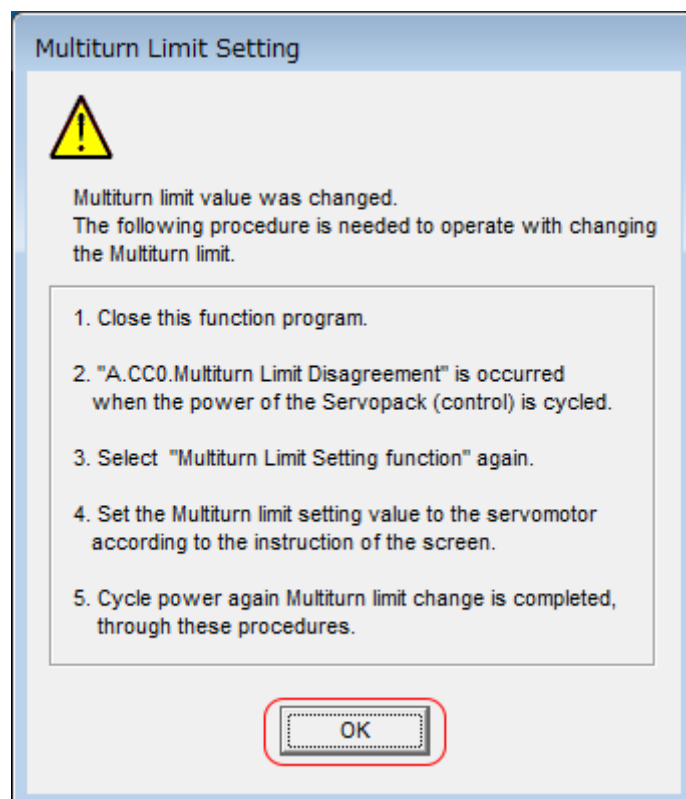 Multiturn Limit Setting
Multiturn limit value was changed.
The following procedure is needed to operate with changing
the Multiturn limit.
1. Close this function program.
2. "A.CC0.Multiturn Limit Disagreement" is occurred
when the power of the Servopack (control) is cycled.
3. Select "Multiturn Limit Setting function" again.
4. Set the Multiturn limit setting value to the servomotor
according to the instruction of the screen.
5. Cycle power again Multiturn limit change is completed,
through these procedures.
OK